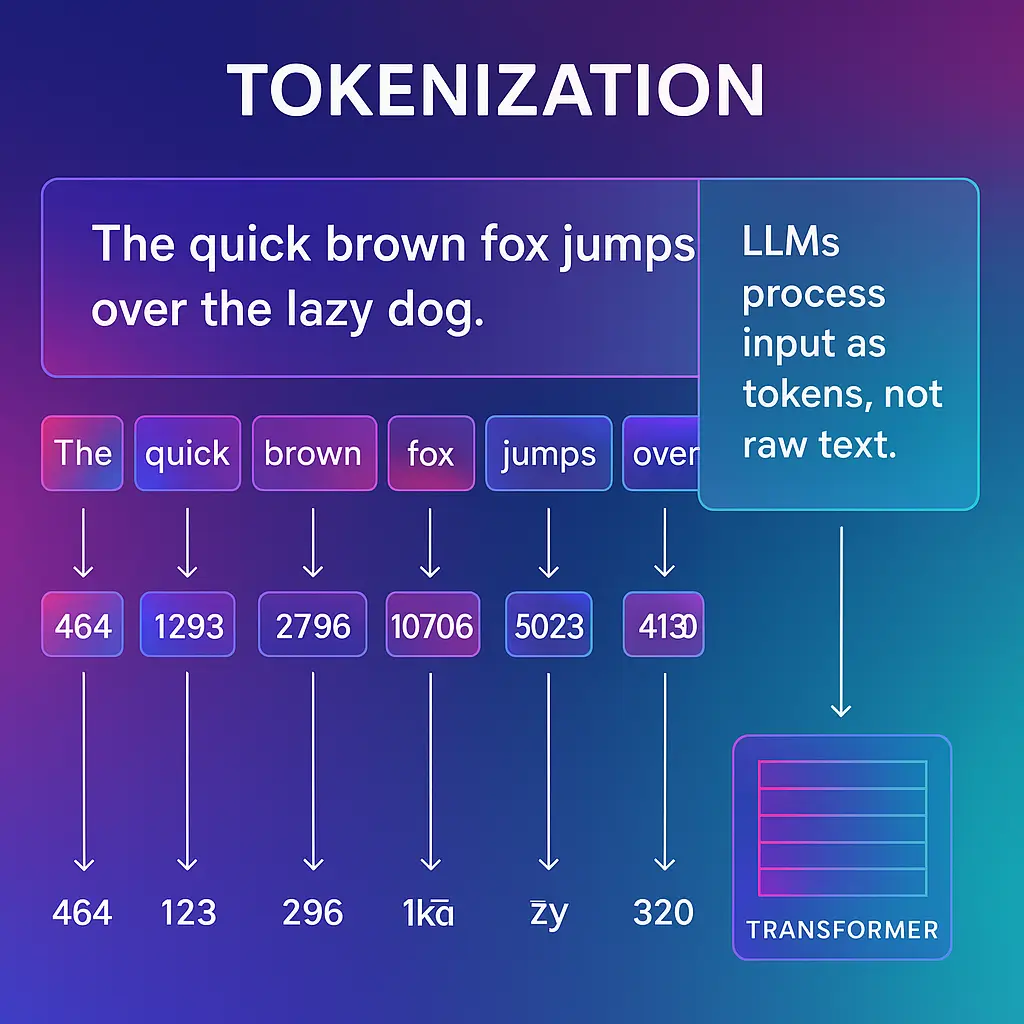 TOKENIZATION
The quick brown fox jumps
over the lazy dog.
LLMs
process
input as
tokens, not
raw text.
The quick brown fox jumps over
464 1293 2796 10706 5023
464 123 296 1kā z̄y 320
TRANSFORMER